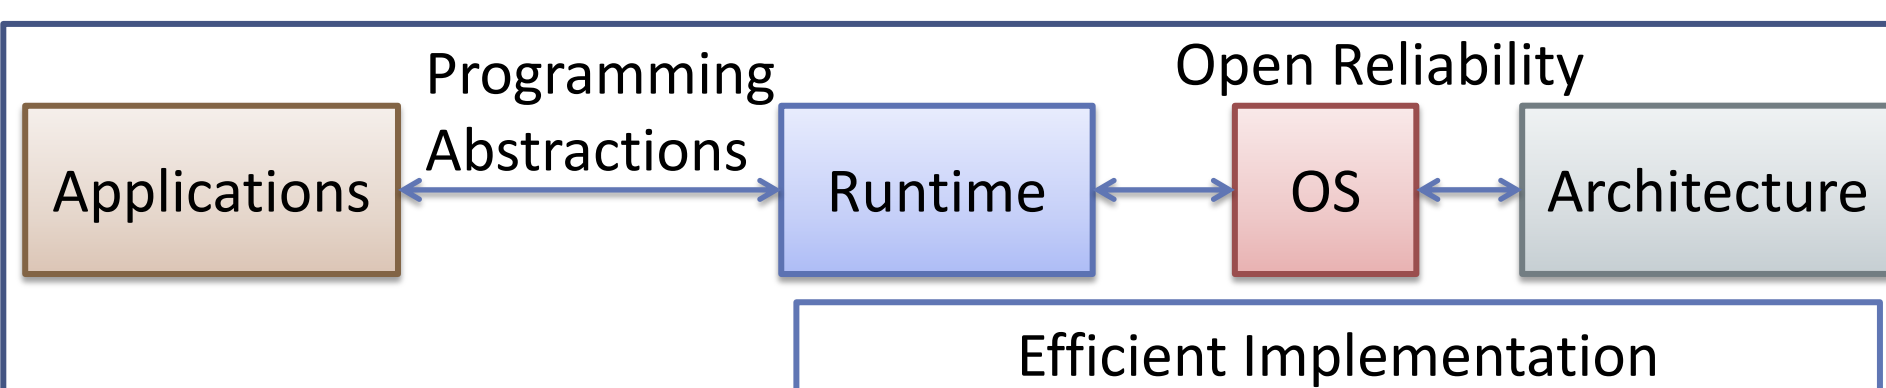 Programming
Abstractions
Open Reliability
Applications
Runtime
OS
Architecture
Efficient Implementation